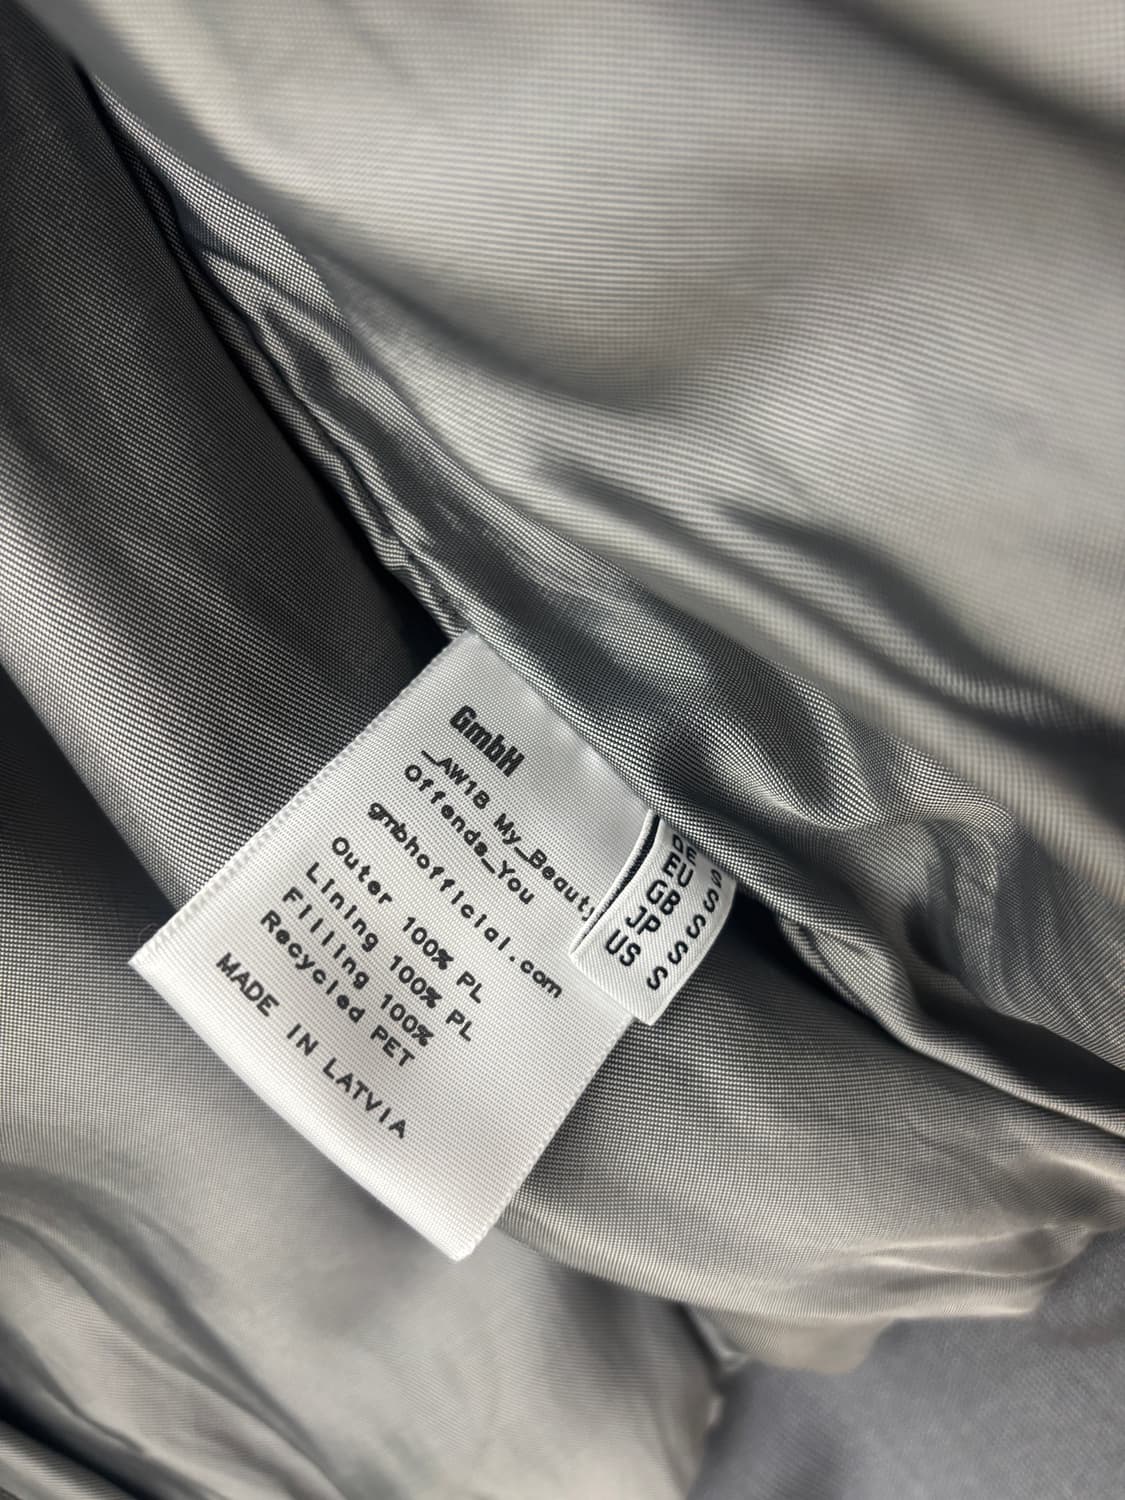 GmbH
_AW18 My_Beauty
Offends_You
gmbhofficial.com
Outer 100% PL
Lining 100% PL
Filling 100%
Recycled PET
MADE IN LATVIA
DE S
EU S
GB S
JP S
US S